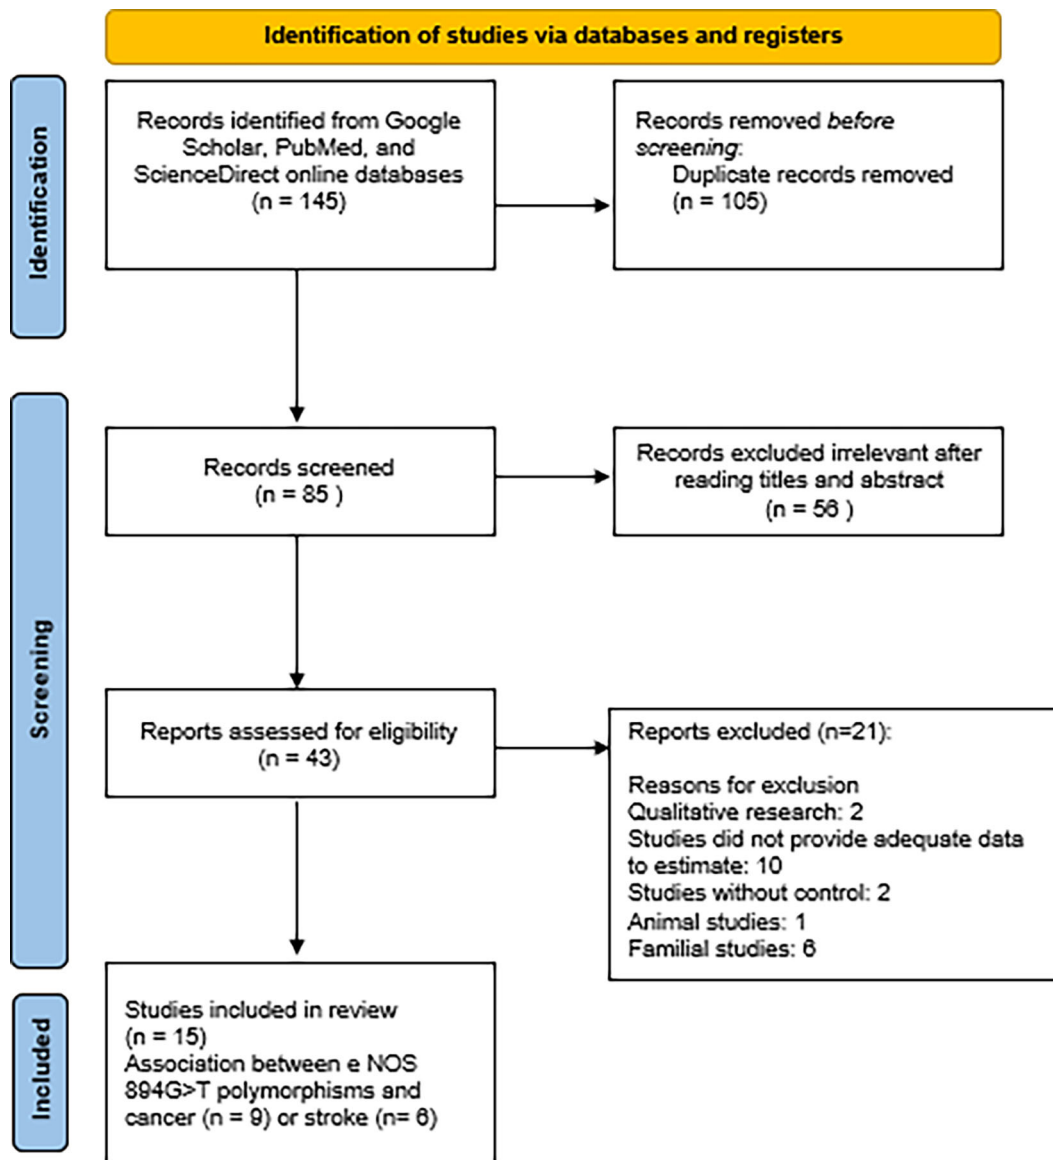 Identification of studies via databases and registers
Identification
Records identified from Google
Scholar, PubMed, and
ScienceDirect online databases
(n = 145)
Records removed before
screening:
Duplicate records removed
(n = 105)
Screening
Records screened
(n = 85 )
Records excluded irrelevant after
reading titles and abstract
(n = 56 )
Reports assessed for eligibility
(n = 43)
Reports excluded (n=21):
Reasons for exclusion
Qualitative research: 2
Studies did not provide adequate data
to estimate: 10
Studies without control: 2
Animal studies: 1
Familial studies: 6
Included
Studies included in review
(n = 15)
Association between e NOS
894G>T polymorphisms and
cancer (n = 9) or stroke (n= 6)